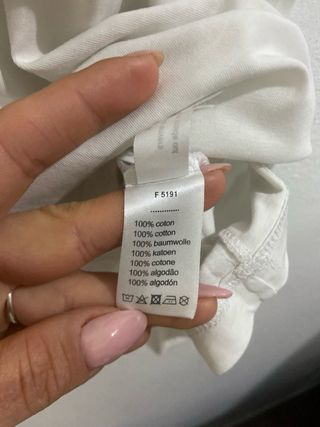 F 5191
.............
100% coton
100% cotton
100% baumwolle
100% katoen
100% cotone
100% algodão
100% algodón